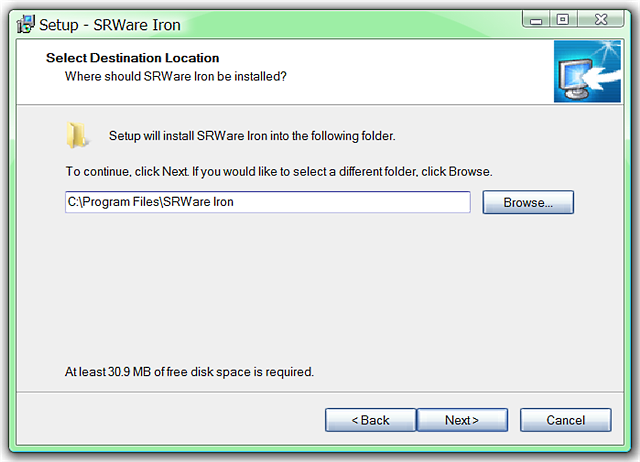 Setup - SRWare Iron
Select Destination Location
Where should SRWare Iron be installed?
Setup will install SRWare Iron into the following folder.
To continue, click Next. If you would like to select a different folder, click Browse.
C:\Program Files\SRWare Iron
Browse...
At least 30.9 MB of free disk space is required.
< Back
Next >
Cancel